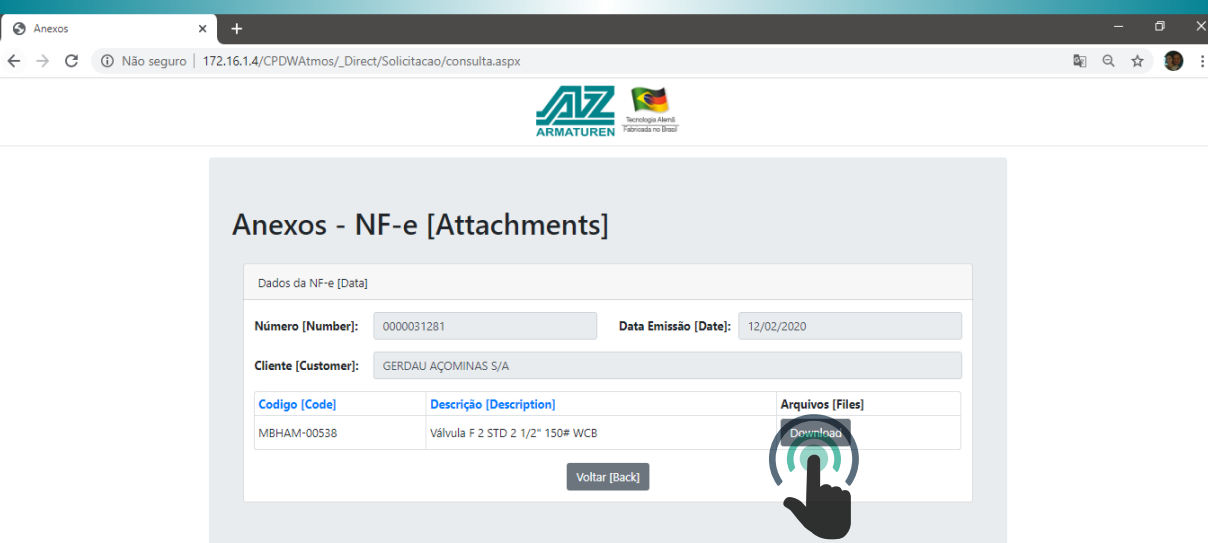 Anexos
Não seguro | 172.16.1.4/CPDWAtmos/_Direct/Solicitacao/consulta.aspx
AZ
ARMATUREN
Tecnologia Alemã
Fabricada no Brasil
Anexos - NF-e [Attachments]
Dados da NF-e [Data]
Número [Number]: 0000031281 Data Emissão [Date]: 12/02/2020
Cliente [Customer]: GERDAU AÇOMINAS S/A
Codigo [Code] Descrição [Description] Arquivos [Files]
MBHAM-00538 Válvula F 2 STD 2 1/2" 150# WCB Download
Voltar [Back]